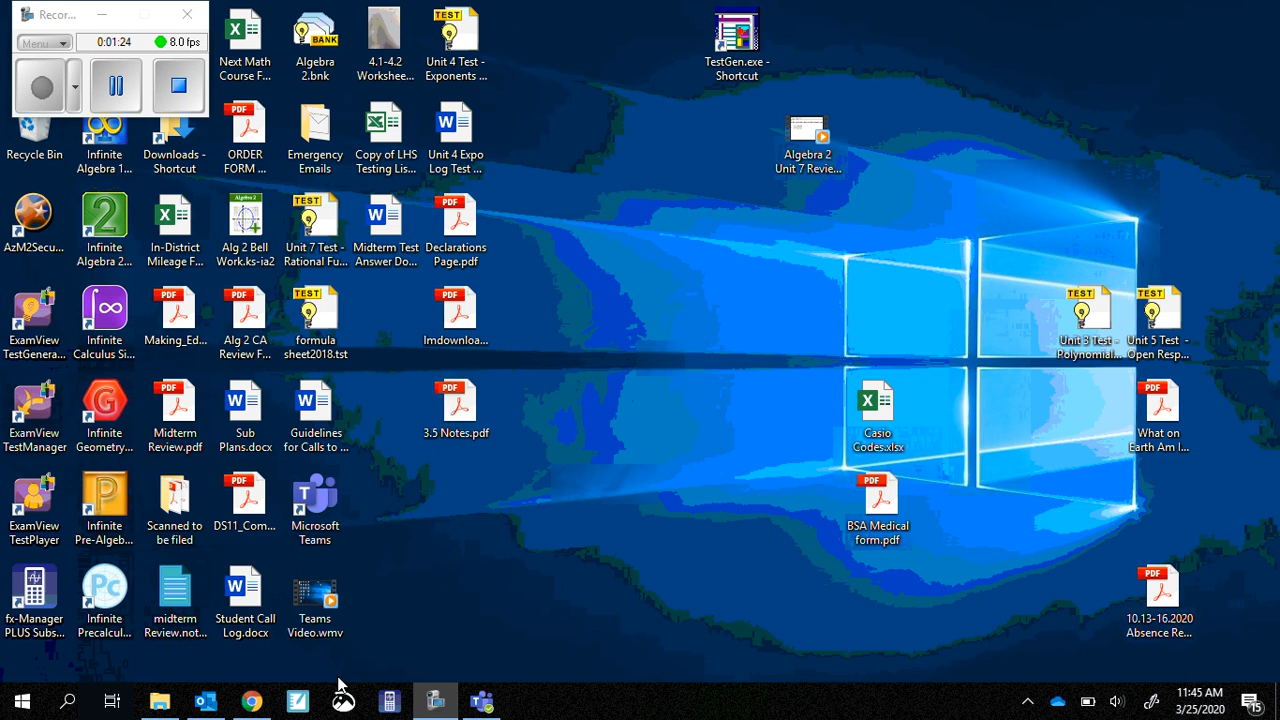 Recor...
Menu
0:01:24
8.0 fps
Next Math
Course F...
BANK
Algebra
2.bnk
4.1-4.2
Workshee...
TEST
Unit 4 Test -
Exponents ...
TestGen.exe -
Shortcut
Recycle Bin
Infinite
Algebra 1...
Downloads -
Shortcut
PDF
ORDER
FORM ...
Emergency
Emails
Copy of LHS
Testing Lis...
Unit 4 Expo
Log Test ...
Algebra 2
Unit 7 Revie...
AzM2Secu...
Infinite
Algebra 2...
In-District
Mileage F...
Algebra 2
Alg 2 Bell
Work.ks-ia2
TEST
Unit 7 Test -
Rational Fu...
Midterm Test
Answer Do...
PDF
Declarations
Page.pdf
ExamView
TestGenera...
Infinite
Calculus Si...
PDF
Making_Ed...
PDF
Alg 2 CA
Review F...
TEST
formula
sheet2018.tst
PDF
Imdownloa...
TEST
Unit 3 Test -
Polynomial...
TEST
Unit 5 Test -
Open Resp...
ExamView
TestManager
Infinite
Geometry...
PDF
Midterm
Review.pdf
Sub
Plans.docx
Guidelines
for Calls to ...
PDF
3.5 Notes.pdf
Casio
Codes.xlsx
PDF
What on
Earth Am I...
ExamView
TestPlayer
Infinite
Pre-Algeb...
Scanned to
be filed
PDF
DS11_Com...
Microsoft
Teams
PDF
BSA Medical
form.pdf
fx-Manager
PLUS Subs...
Infinite
Precalcul...
midterm
Review.not...
Student Call
Log.docx
Teams
Video.wmv
PDF
10.13-16.2020
Absence Re...
11:45 AM
3/25/2020
15